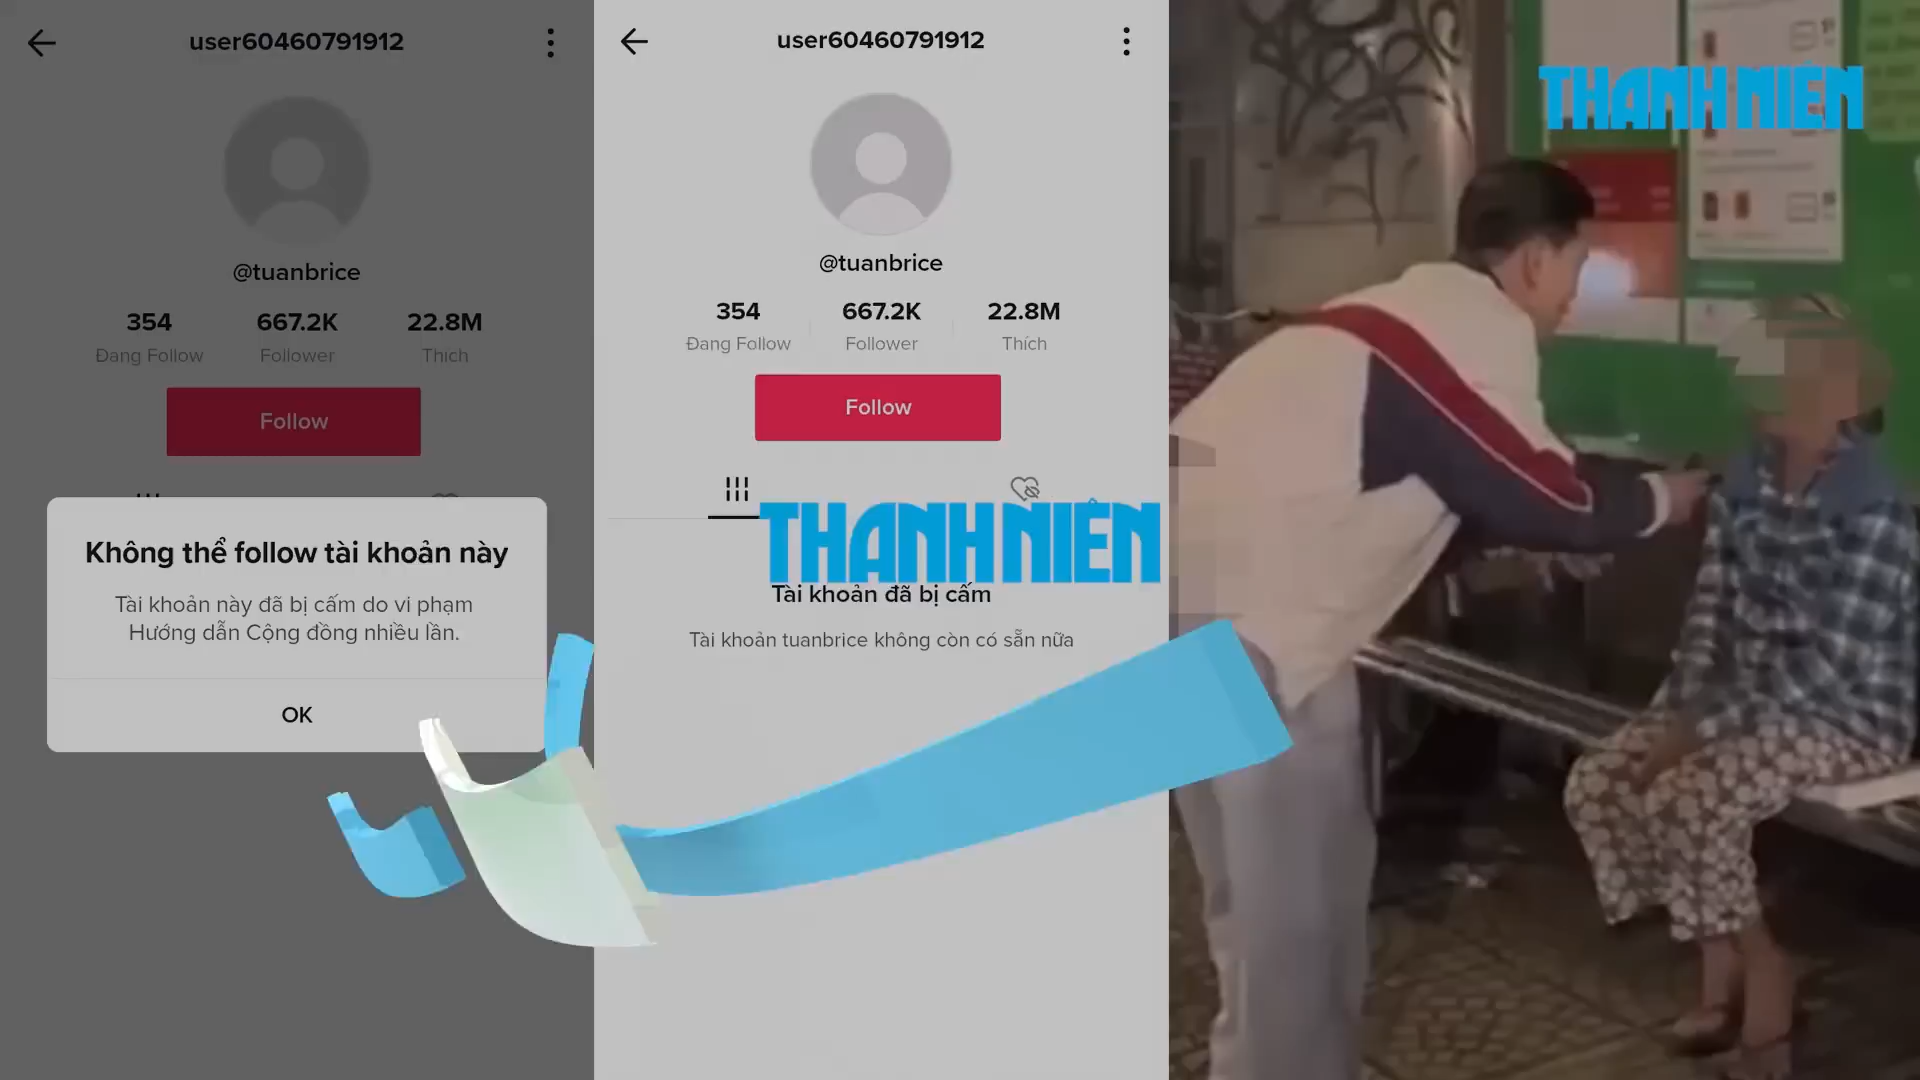 user60460791912
@tuanbrice
354
667.2K
22.8M
Đang Follow
Follower
Thích
Follow
Không thể follow tài khoản này
Tài khoản này đã bị cấm do vi phạm
Hướng dẫn Cộng đồng nhiều lần.
OK
user60460791912
@tuanbrice
354
667.2K
22.8M
Đang Follow
Follower
Thích
Follow
THANH NIÊN
Tài khoản đã bị cấm
Tài khoản tuanbrice không còn có sẵn nữa
THANH NIÊN